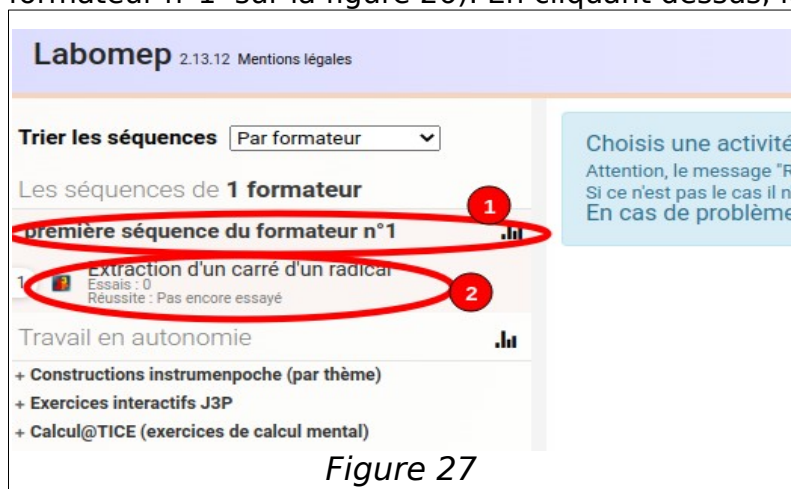 formateur n°1" sur la figure 26). En cliquant dessus,
Labomep 2.13.12 Mentions légales
Trier les séquences Par formateur
Les séquences de 1 formateur
première séquence du formateur n°1
1
1 Extraction d'un carré d'un radical
Essais : 0
Réussite : Pas encore essayé
2
Travail en autonomie
+ Constructions instrumenpoche (par thème)
+ Exercices interactifs J3P
+ Calcul@TICE (exercices de calcul mental)
Choisis une activité
Attention, le message "R
Si ce n'est pas le cas il n
En cas de problème
Figure 27